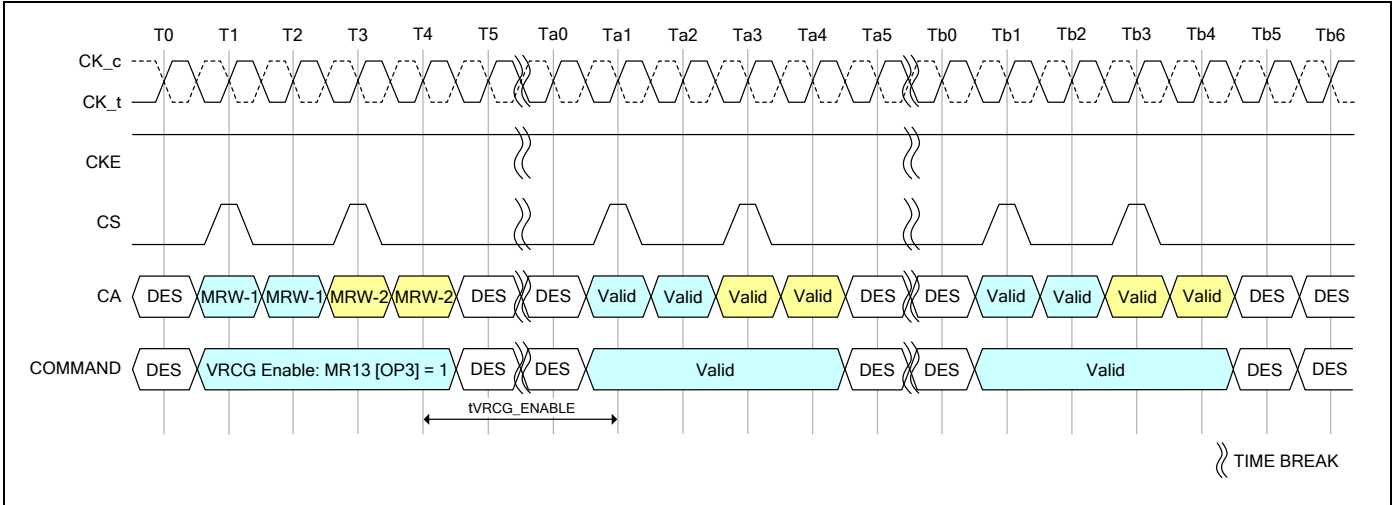 T0 T1 T2 T3 T4 T5 Ta0 Ta1 Ta2 Ta3 Ta4 Ta5 Tb0 Tb1 Tb2 Tb3 Tb4 Tb5 Tb6
CK_c
CK_t
CKE
CS
CA DES MRW-1 MRW-1 MRW-2 MRW-2 DES DES Valid Valid Valid Valid DES DES Valid Valid Valid Valid DES DES
COMMAND DES VRCG Enable: MR13 [OP3] = 1 DES DES Valid DES DES Valid DES DES
tVRCG_ENABLE
TIME BREAK